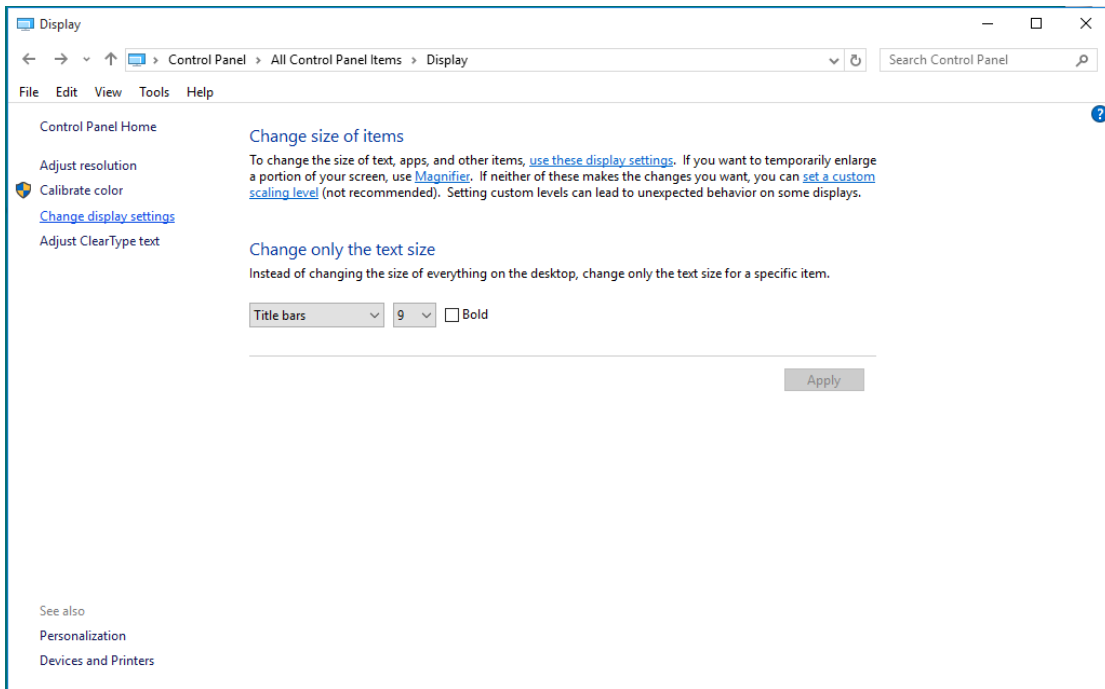 Display
Control Panel > All Control Panel Items > Display
Search Control Panel
File Edit View Tools Help
Control Panel Home
Adjust resolution
Calibrate color
Change display settings
Adjust ClearType text
Change size of items
To change the size of text, apps, and other items, use these display settings. If you want to temporarily enlarge
a portion of your screen, use Magnifier. If neither of these makes the changes you want, you can set a custom
scaling level (not recommended). Setting custom levels can lead to unexpected behavior on some displays.
Change only the text size
Instead of changing the size of everything on the desktop, change only the text size for a specific item.
Title bars 9 Bold
Apply
See also
Personalization
Devices and Printers